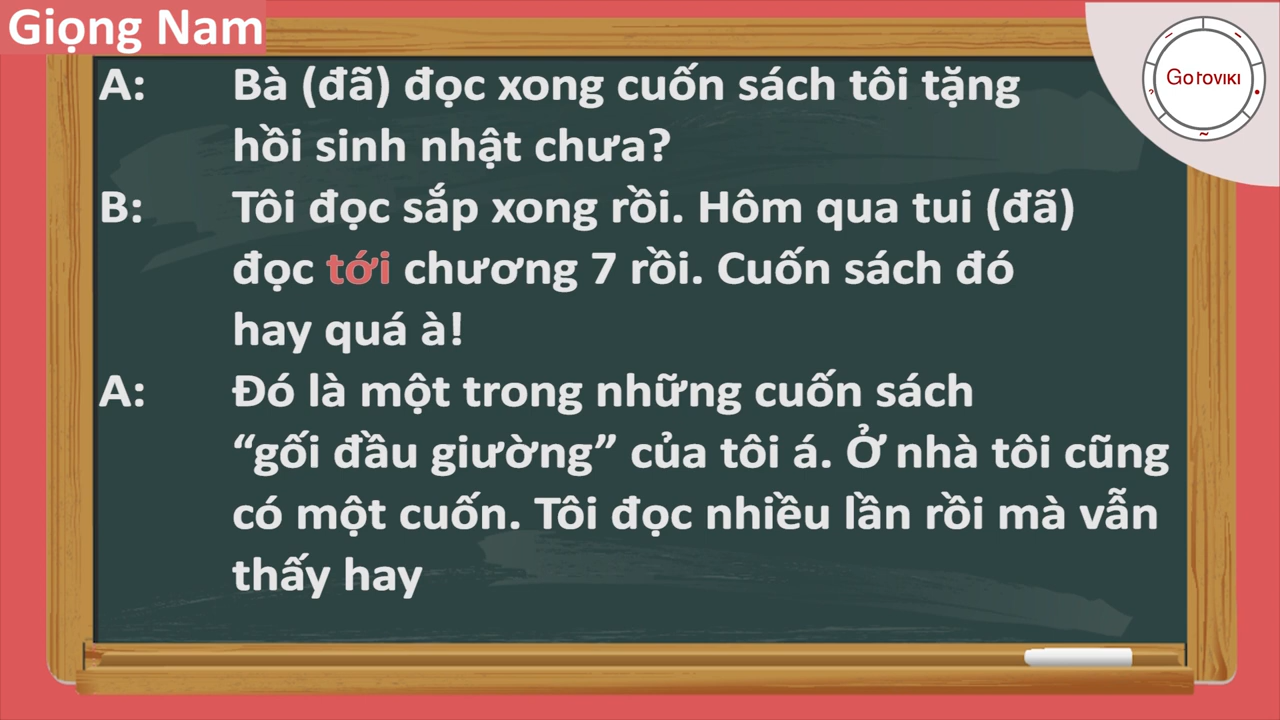 Giọng Nam
Gotoviki
A: Bà (đã) đọc xong cuốn sách tôi tặng
hồi sinh nhật chưa?
B: Tôi đọc sắp xong rồi. Hôm qua tui (đã)
đọc tới chương 7 rồi. Cuốn sách đó
hay quá à!
A: Đó là một trong những cuốn sách
“gối đầu giường” của tôi á. Ở nhà tôi cũng
có một cuốn. Tôi đọc nhiều lần rồi mà vẫn
thấy hay